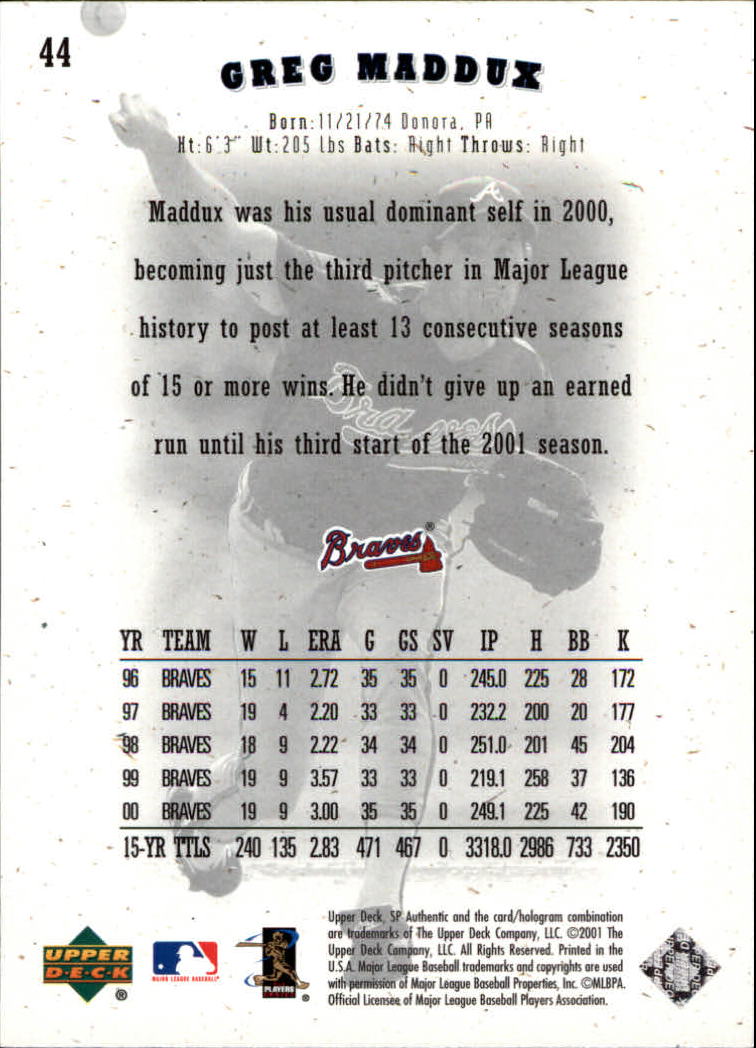 44
GREG MADDUX
Born:11/21/74 Donora, PA
Ht:6'3" Wt:205 lbs Bats: Right Throws: Right
Maddux was his usual dominant self in 2000,
becoming just the third pitcher in Major League
history to post at least 13 consecutive seasons
of 15 or more wins. He didn't give up an earned
run until his third start of the 2001 season.
Braves®
YR TEAM W L ERA G GS SV IP H BB K
96 BRAVES 15 11 2.72 35 35 0 245.0 225 28 172
97 BRAVES 19 4 2.20 33 33 0 232.2 200 20 177
98 BRAVES 18 9 2.22 34 34 0 251.0 201 45 204
99 BRAVES 19 9 3.57 33 33 0 219.1 258 37 136
00 BRAVES 19 9 3.00 35 35 0 249.1 225 42 190
15-YR TTLS 240 135 2.83 471 467 0 3318.0 2986 733 2350
Upper Deck, SP Authentic and the card/hologram combination
are trademarks of The Upper Deck Company, LLC. ©2001 The
Upper Deck Company, LLC. All Rights Reserved. Printed in the
U.S.A. Major League Baseball trademarks and copyrights are used
with permission of Major League Baseball Properties, Inc. ©MLBPA.
Official Licensee of Major League Baseball Players Association.
UPPER
DECK ®
MAJOR LEAGUE BASEBALL
PLAYERS
CHOICE ®